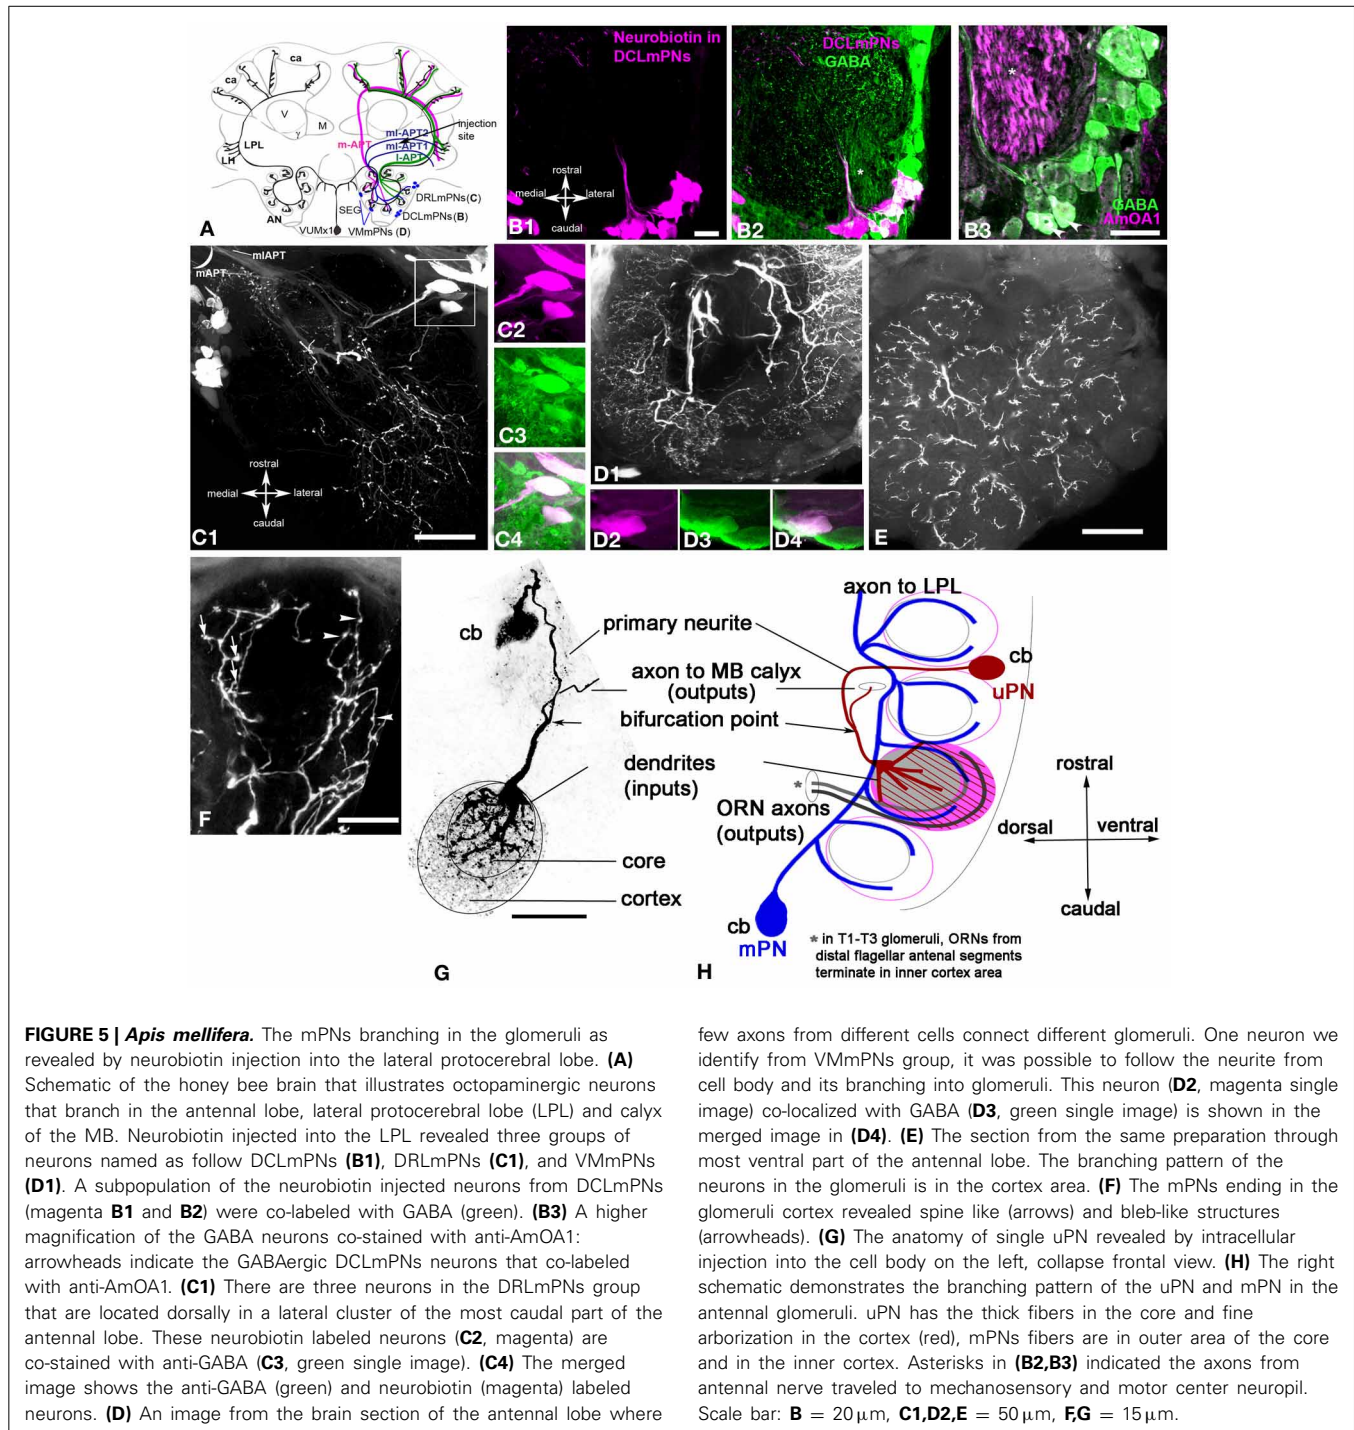 ca
ca
V
M
γ
LPL
LH
AN
m-APT
ml-APT2
ml-APT1
l-APT
injection
site
SEG
VUMx1
DRLmPNs(C)
DCLmPNs (B)
VMmPNs (D)
A
Neurobiotin in
DCLmPNs
rostral
medial
lateral
caudal
B1
DCLmPNs
GABA
*
B2
*
GABA
AmOA1
B3
mlAPT
mAPT
rostral
medial
lateral
caudal
C1
C2
C3
C4
D1
D2
D3
D4
E
F
cb
primary neurite
axon to MB calyx
(outputs)
bifurcation point
dendrites
(inputs)
core
cortex
G
axon to LPL
cb
uPN
*
ORN axons
(outputs)
rostral
dorsal
ventral
caudal
cb
mPN
* in T1-T3 glomeruli, ORNs from
distal flagellar antenal segments
terminate in inner cortex area
H
FIGURE 5 | Apis mellifera. The mPNs branching in the glomeruli as
revealed by neurobiotin injection into the lateral protocerebral lobe. (A)
Schematic of the honey bee brain that illustrates octopaminergic neurons
that branch in the antennal lobe, lateral protocerebral lobe (LPL) and calyx
of the MB. Neurobiotin injected into the LPL revealed three groups of
neurons named as follow DCLmPNs (B1), DRLmPNs (C1), and VMmPNs
(D1). A subpopulation of the neurobiotin injected neurons from DCLmPNs
(magenta B1 and B2) were co-labeled with GABA (green). (B3) A higher
magnification of the GABA neurons co-stained with anti-AmOA1:
arrowheads indicate the GABAergic DCLmPNs neurons that co-labeled
with anti-AmOA1. (C1) There are three neurons in the DRLmPNs group
that are located dorsally in a lateral cluster of the most caudal part of the
antennal lobe. These neurobiotin labeled neurons (C2, magenta) are
co-stained with anti-GABA (C3, green single image). (C4) The merged
image shows the anti-GABA (green) and neurobiotin (magenta) labeled
neurons. (D) An image from the brain section of the antennal lobe where
few axons from different cells connect different glomeruli. One neuron we
identify from VMmPNs group, it was possible to follow the neurite from
cell body and its branching into glomeruli. This neuron (D2, magenta single
image) co-localized with GABA (D3, green single image) is shown in the
merged image in (D4). (E) The section from the same preparation through
most ventral part of the antennal lobe. The branching pattern of the
neurons in the glomeruli is in the cortex area. (F) The mPNs ending in the
glomeruli cortex revealed spine like (arrows) and bleb-like structures
(arrowheads). (G) The anatomy of single uPN revealed by intracellular
injection into the cell body on the left, collapse frontal view. (H) The right
schematic demonstrates the branching pattern of the uPN and mPN in the
antennal glomeruli. uPN has the thick fibers in the core and fine
arborization in the cortex (red), mPNs fibers are in outer area of the core
and in the inner cortex. Asterisks in (B2,B3) indicated the axons from
antennal nerve traveled to mechanosensory and motor center neuropil.
Scale bar: B = 20 μm, C1,D2,E = 50 μm, F,G = 15 μm.